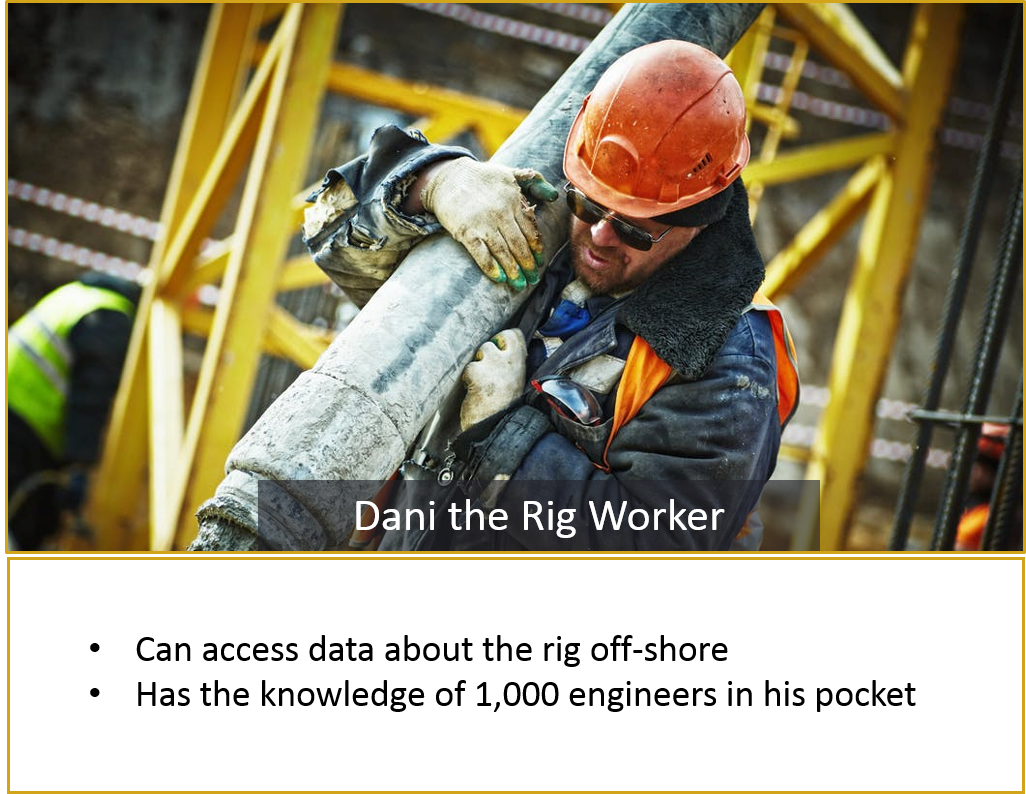 Dani the Rig Worker
• Can access data about the rig off-shore
• Has the knowledge of 1,000 engineers in his pocket